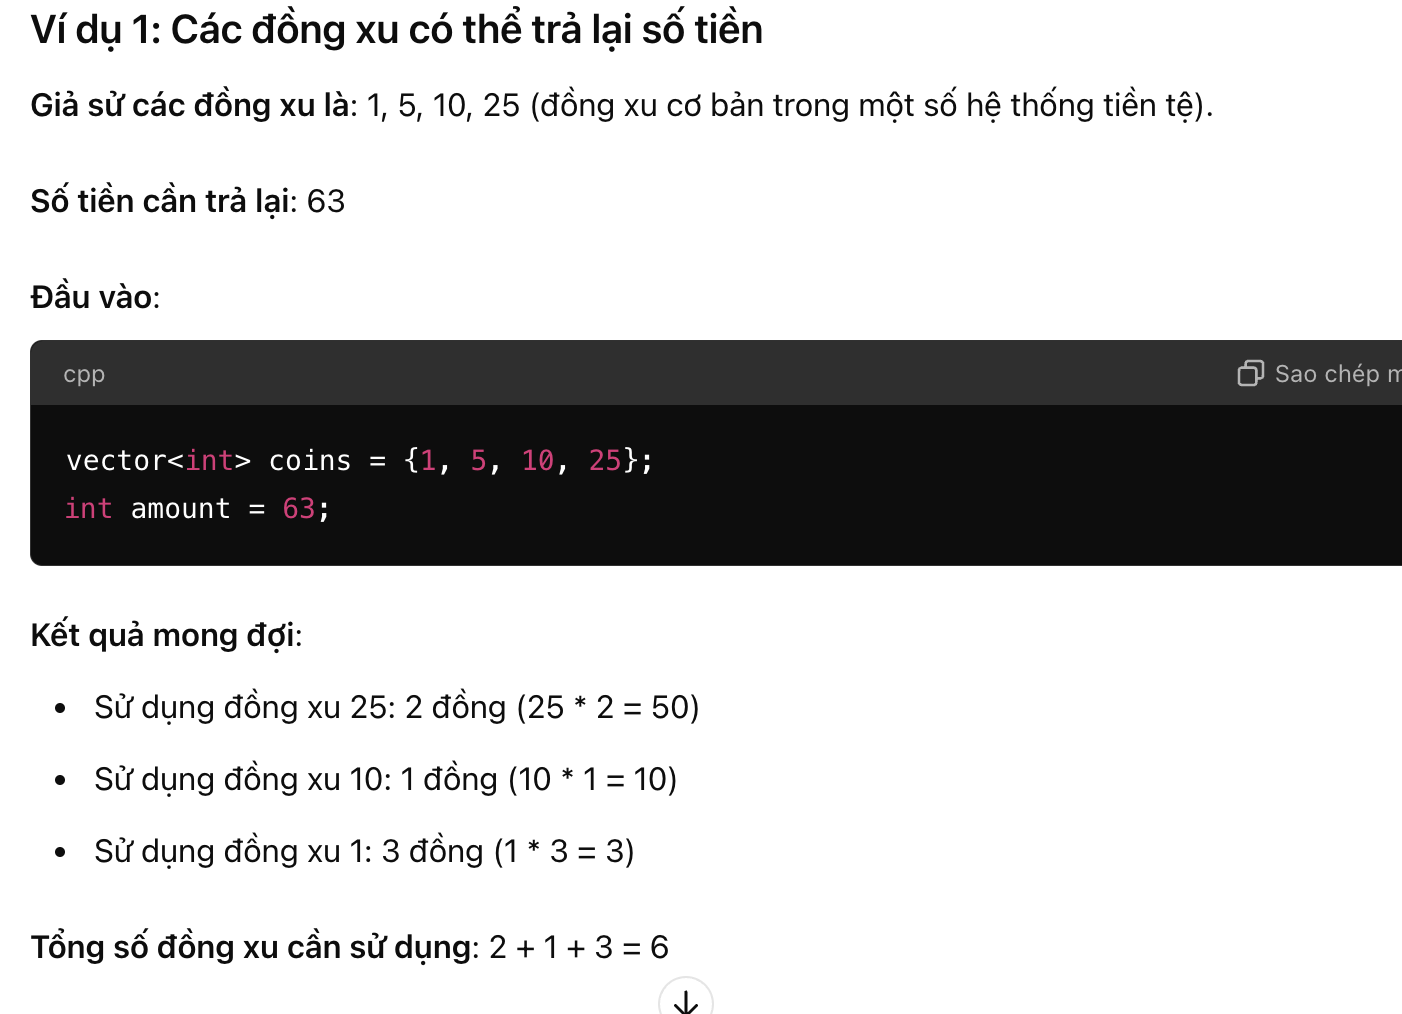 Ví dụ 1: Các đồng xu có thể trả lại số tiền
Giả sử các đồng xu là: 1, 5, 10, 25 (đồng xu cơ bản trong một số hệ thống tiền tệ).
Số tiền cần trả lại: 63
Đầu vào:
cpp
Sao chép m
vector<int> coins = {1, 5, 10, 25};
int amount = 63;
Kết quả mong đợi:
• Sử dụng đồng xu 25: 2 đồng (25 * 2 = 50)
• Sử dụng đồng xu 10: 1 đồng (10 * 1 = 10)
• Sử dụng đồng xu 1: 3 đồng (1 * 3 = 3)
Tổng số đồng xu cần sử dụng: 2 + 1 + 3 = 6